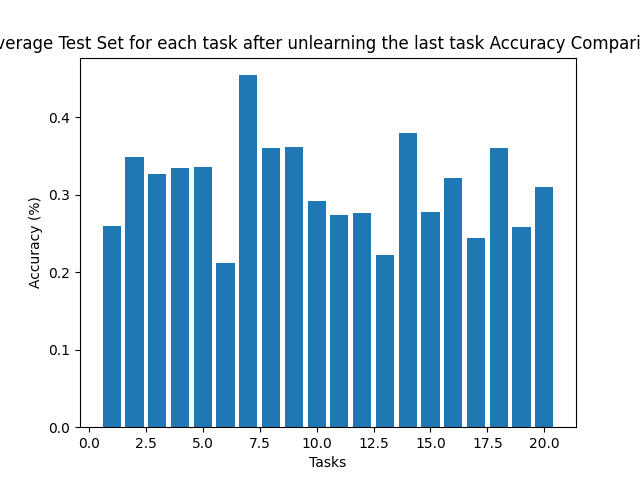 verage Test Set for each task after unlearning the last task Accuracy Compari
0.4
0.3
0.2
0.1
0.0
Accuracy (%)
0.0 2.5 5.0 7.5 10.0 12.5 15.0 17.5 20.0
Tasks